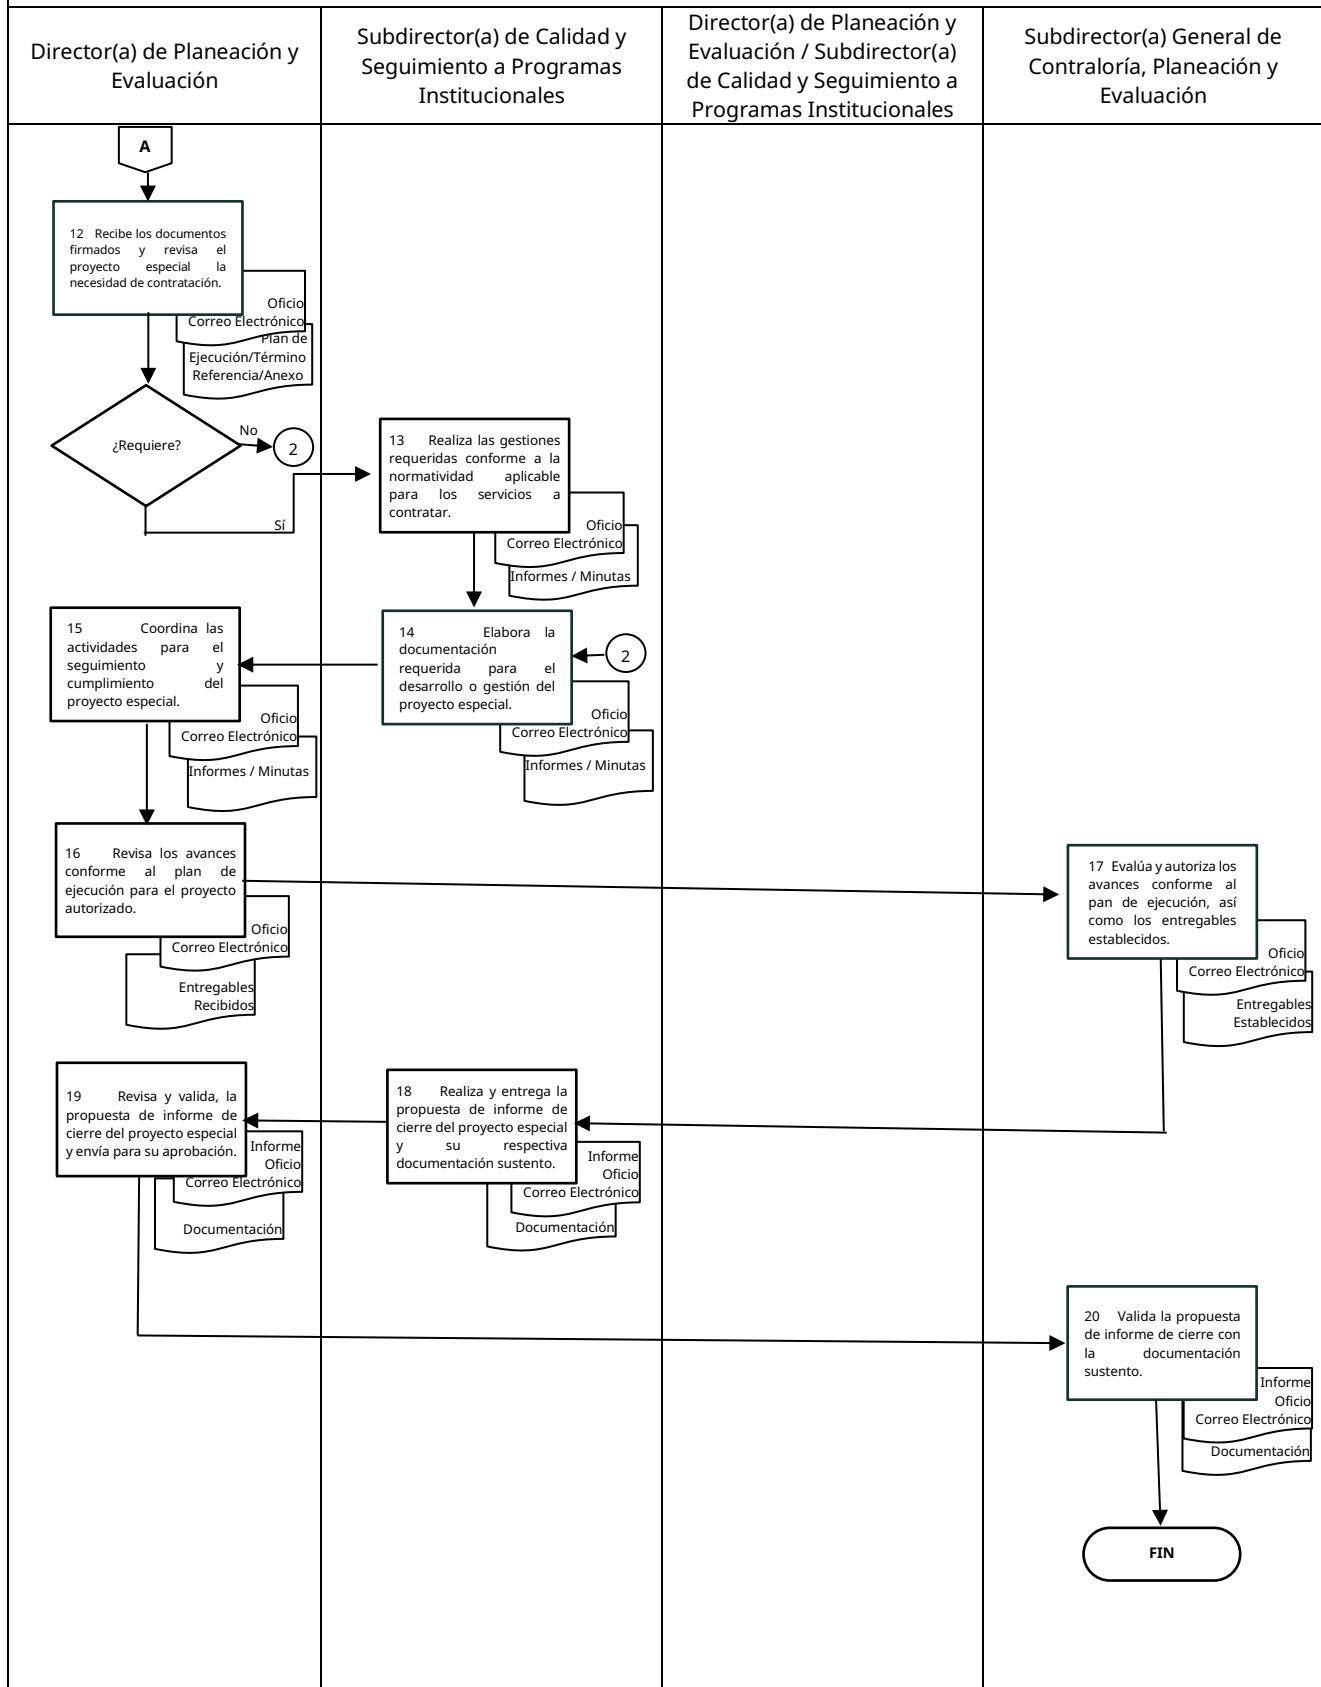 Director(a) de Planeación y
Evaluación
Subdirector(a) de Calidad y
Seguimiento a Programas
Institucionales
Director(a) de Planeación y
Evaluación / Subdirector(a)
de Calidad y Seguimiento a
Programas Institucionales
Subdirector(a) General de
Contraloría, Planeación y
Evaluación
A
12 Recibe los documentos
firmados y revisa el
proyecto especial la
necesidad de contratación.
Oficio
Correo Electrónico
Plan de
Ejecución/Término
Referencia/Anexo
¿Requiere?
No
2
Sí
13 Realiza las gestiones
requeridas conforme a la
normatividad aplicable
para los servicios a
contratar.
Oficio
Correo Electrónico
Informes / Minutas
14 Elabora la
documentación
requerida para el
desarrollo o gestión del
proyecto especial.
2
Oficio
Correo Electrónico
Informes / Minutas
15 Coordina las
actividades para el
seguimiento y
cumplimiento del
proyecto especial.
Oficio
Correo Electrónico
Informes / Minutas
16 Revisa los avances
conforme al plan de
ejecución para el proyecto
autorizado.
Oficio
Correo Electrónico
Entregables
Recibidos
17 Evalúa y autoriza los
avances conforme al
pan de ejecución, así
como los entregables
establecidos.
Oficio
Correo Electrónico
Entregables
Establecidos
18 Realiza y entrega la
propuesta de informe de
cierre del proyecto especial
y su respectiva
documentación sustento.
Informe
Oficio
Correo Electrónico
Documentación
19 Revisa y valida, la
propuesta de informe de
cierre del proyecto especial
y envía para su aprobación.
Informe
Oficio
Correo Electrónico
Documentación
20 Valida la propuesta
de informe de cierre con
la documentación
sustento.
Informe
Oficio
Correo Electrónico
Documentación
FIN